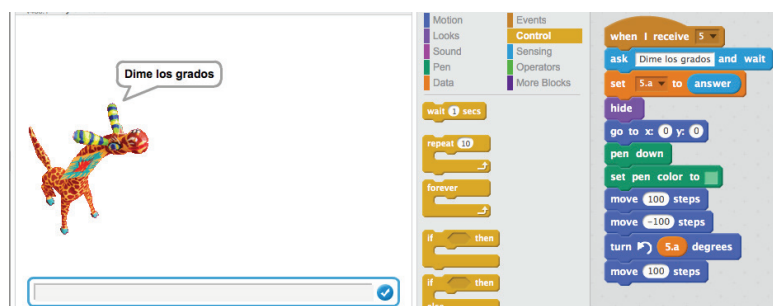 Dime los grados
Motion
Looks
Sound
Pen
Data
Events
Control
Sensing
Operators
More Blocks
wait 1 secs
repeat 10
forever
if then
if then
else
when I receive 5
ask Dime los grados and wait
set 5.a to answer
hide
go to x: 0 y: 0
pen down
set pen color to
move 100 steps
move -100 steps
turn 5.a degrees
move 100 steps